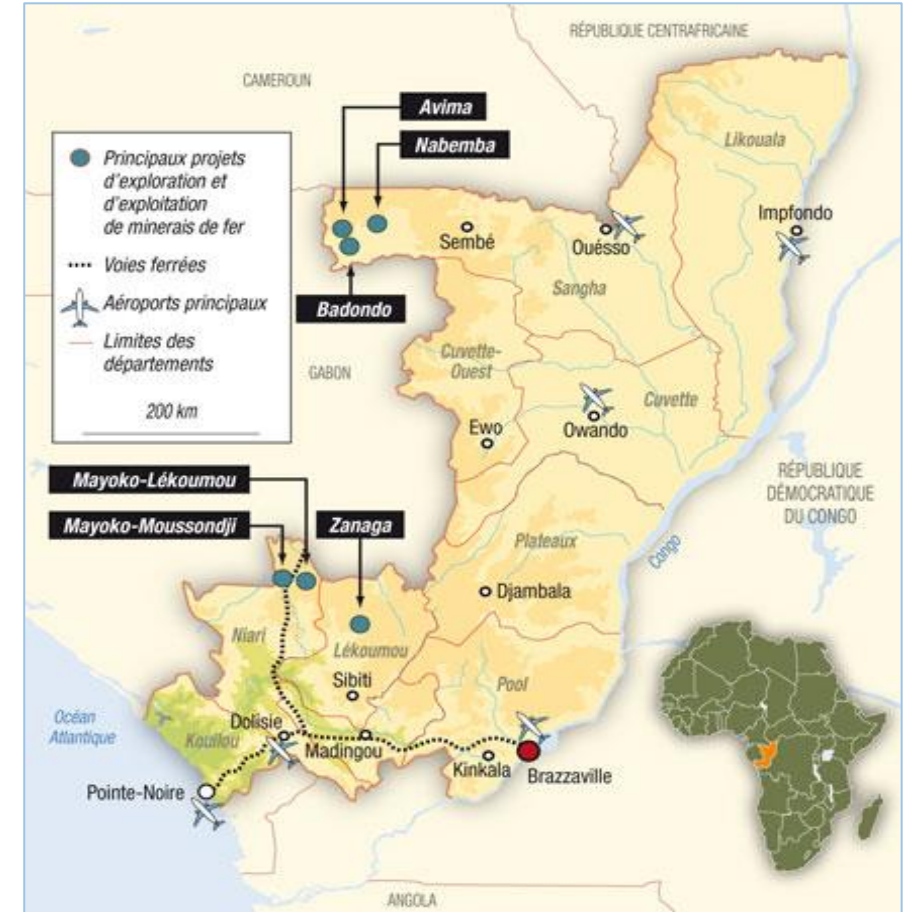 RÉPUBLIQUE CENTRAFRICAINE
CAMEROUN
Avima
Nabemba
Likouala
Principaux projets
d'exploration et
d'exploitation
de minerais de fer
Voies ferrées
Aéroports principaux
Limites des
départements
200 km
Impfondo
Sembé
Ouésso
Sangha
Badondo
GABON
Cuvette-
Ouest
Cuvette
Ewo
Owando
RÉPUBLIQUE
DÉMOCRATIQUE
DU CONGO
Mayoko-Lékoumou
Mayoko-Moussondji
Zanaga
Plateaux
Congo
Djambala
Niari
Lékoumou
Sibiti
Pool
Océan
Atlantique
Kouilou
Dolisie
Madingou
Kinkala
Brazzaville
Pointe-Noire
ANGOLA